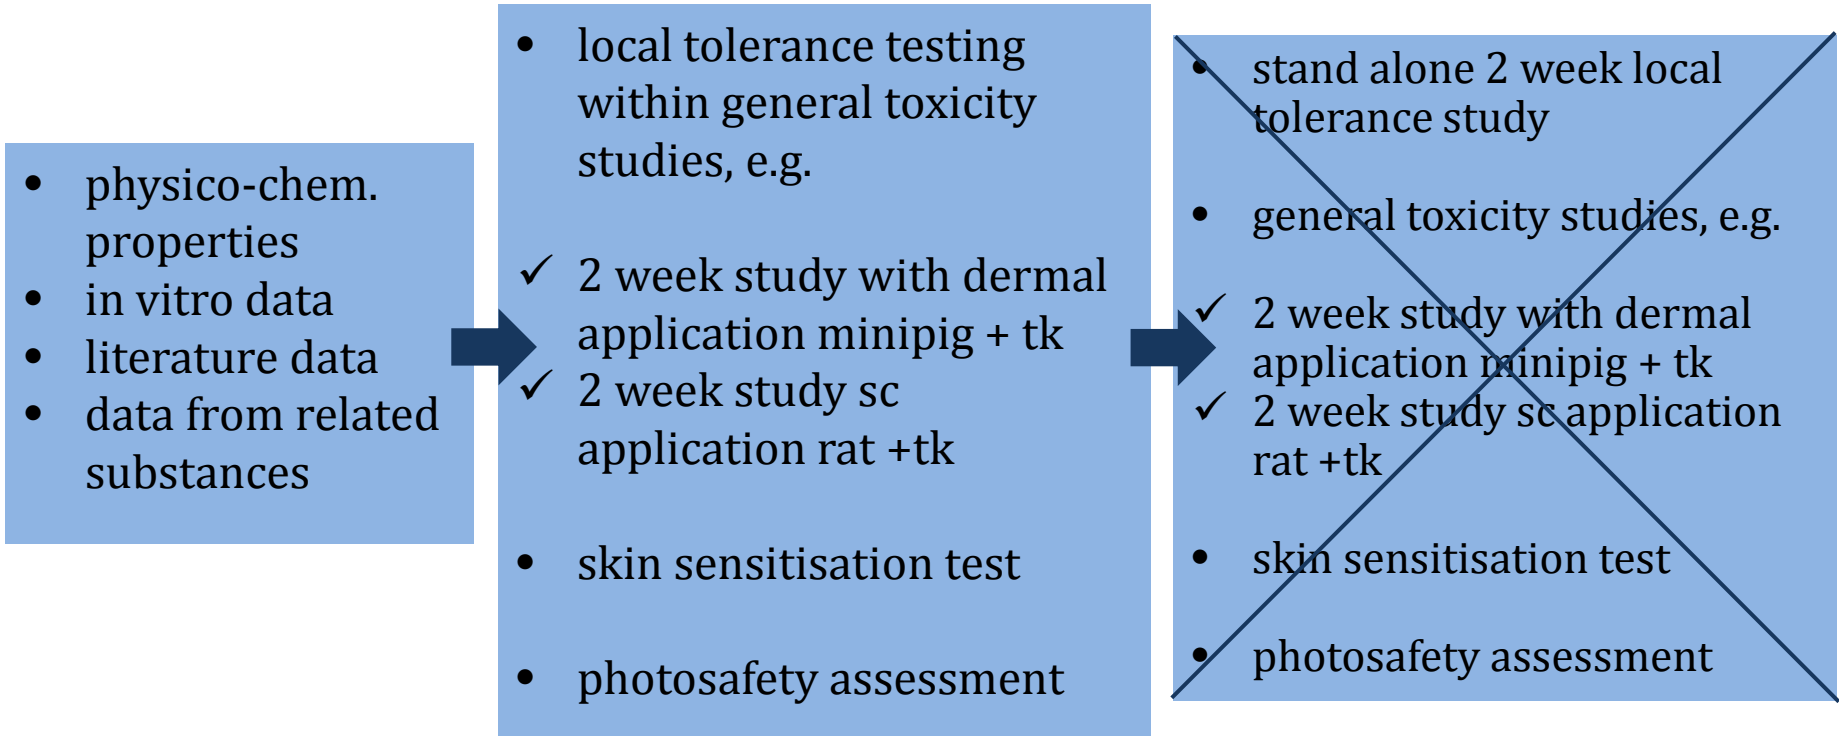 • physico-chem.
properties
• in vitro data
• literature data
• data from related
substances
• local tolerance testing
within general toxicity
studies, e.g.
✓ 2 week study with dermal
application minipig + tk
✓ 2 week study sc
application rat +tk
• skin sensitisation test
• photosafety assessment
• stand alone 2 week local
tolerance study
• general toxicity studies, e.g.
✓ 2 week study with dermal
application minipig + tk
✓ 2 week study sc application
rat +tk
• skin sensitisation test
• photosafety assessment